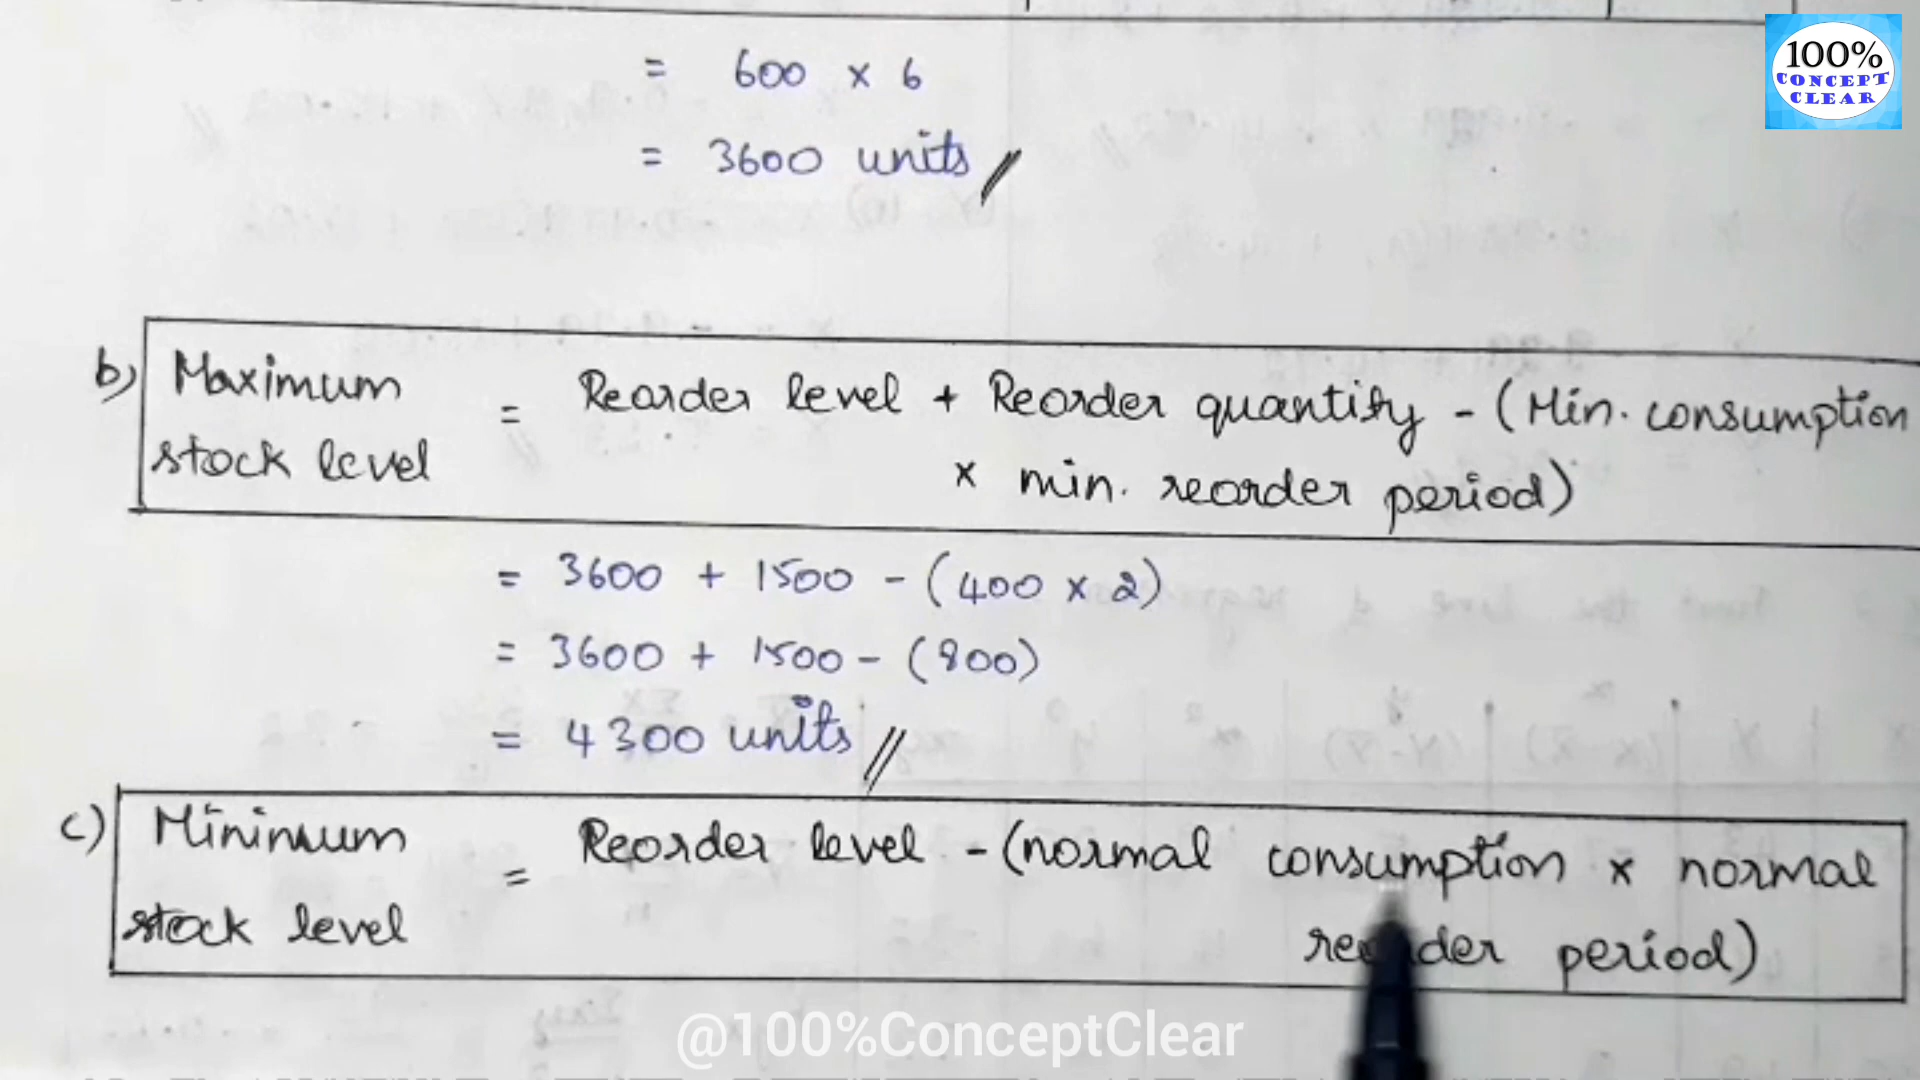 100%
CONCEPT
CLEAR
= 600 x 6
= 3600 units //
b) Maximum stock level = Reorder level + Reorder quantity - (Min. consumption
x min. reorder period)
= 3600 + 1500 - (400 x 2)
= 3600 + 1500 - (800)
= 4300 units //
c) Minimum stock level = Reorder level - (normal consumption x normal
reorder period)
@100%ConceptClear